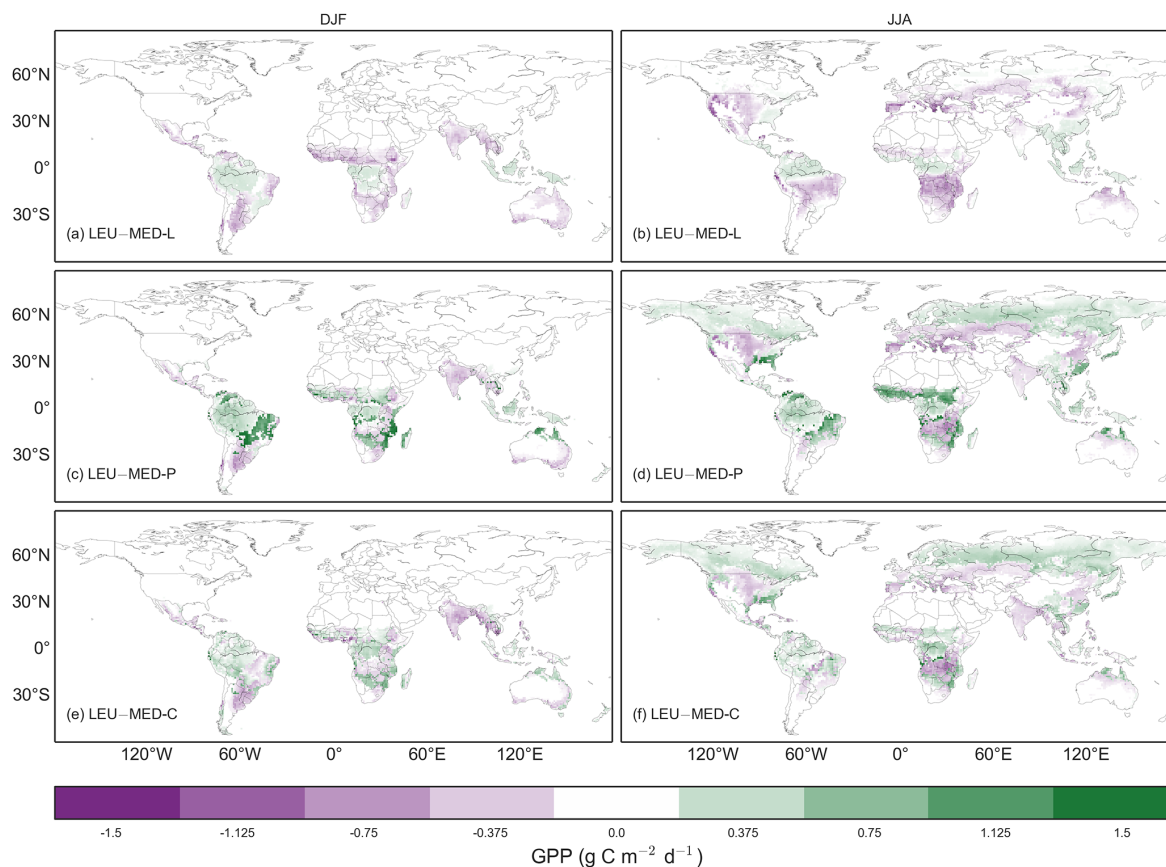 DJF
JJA
60°N
30°N
0°
30°S
(a) LEU−MED-L
(b) LEU−MED-L
60°N
30°N
0°
30°S
(c) LEU−MED-P
(d) LEU−MED-P
60°N
30°N
0°
30°S
(e) LEU−MED-C
(f) LEU−MED-C
120°W 60°W 0° 60°E 120°E
120°W 60°W 0° 60°E 120°E
-1.5 -1.125 -0.75 -0.375 0.0 0.375 0.75 1.125 1.5
GPP (g C m⁻² d⁻¹)